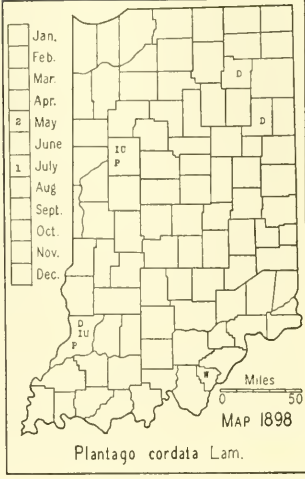 Jan.
Feb.
Mar.
Apr.
2 May
June
1 July
Aug
Sept.
Oct.
Nov.
Dec.
D
D
IU
P
D
IU
P
W
Miles
0 50
MAP 1898
Plantago cordata Lam.